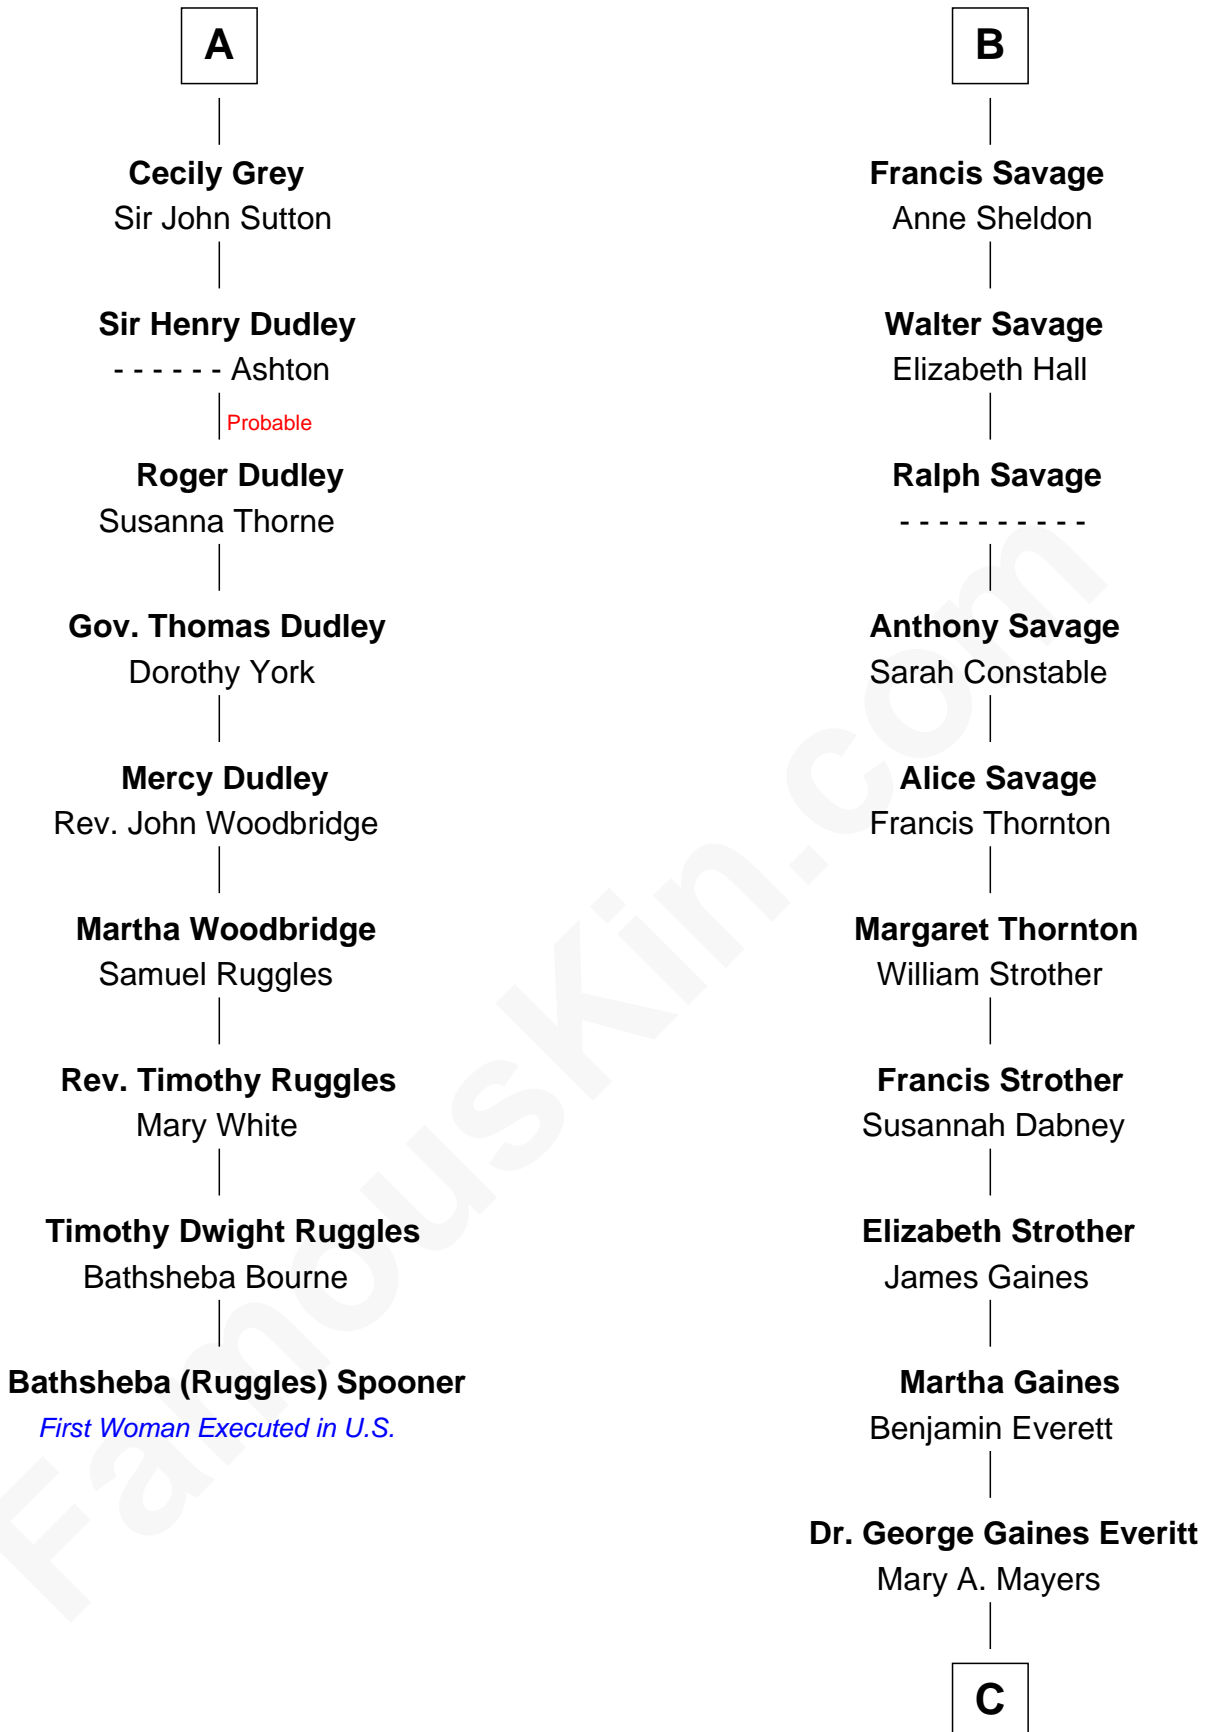 A
Cecily Grey
Sir John Sutton
Sir Henry Dudley
- - - - - - Ashton
Probable
Roger Dudley
Susanna Thorne
Gov. Thomas Dudley
Dorothy York
Mercy Dudley
Rev. John Woodbridge
Martha Woodbridge
Samuel Ruggles
Rev. Timothy Ruggles
Mary White
Timothy Dwight Ruggles
Bathsheba Bourne
Bathsheba (Ruggles) Spooner
First Woman Executed in U.S.
B
Francis Savage
Anne Sheldon
Walter Savage
Elizabeth Hall
Ralph Savage
- - - - - - - - - -
Anthony Savage
Sarah Constable
Alice Savage
Francis Thornton
Margaret Thornton
William Strother
Francis Strother
Susannah Dabney
Elizabeth Strother
James Gaines
Martha Gaines
Benjamin Everett
Dr. George Gaines Everitt
Mary A. Mayers
C
FamousKin.com